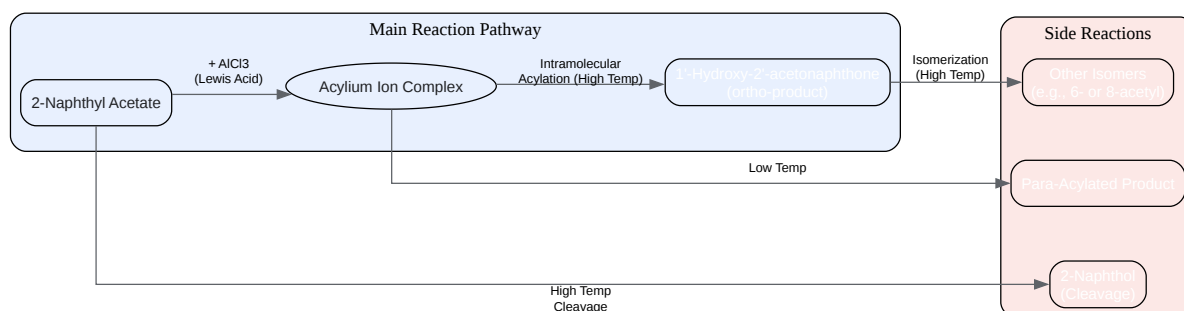 Main Reaction Pathway
Side Reactions
2-Naphthyl Acetate
+ AlCl3
(Lewis Acid)
Acylium Ion Complex
Intramolecular
Acylation (High Temp)
1'-Hydroxy-2'-acetonaphthone
(ortho-product)
Isomerization
(High Temp)
Other Isomers
(e.g., 6- or 8-acetyl)
Low Temp
Para-Acylated Product
High Temp
Cleavage
2-Naphthol
(Cleavage)